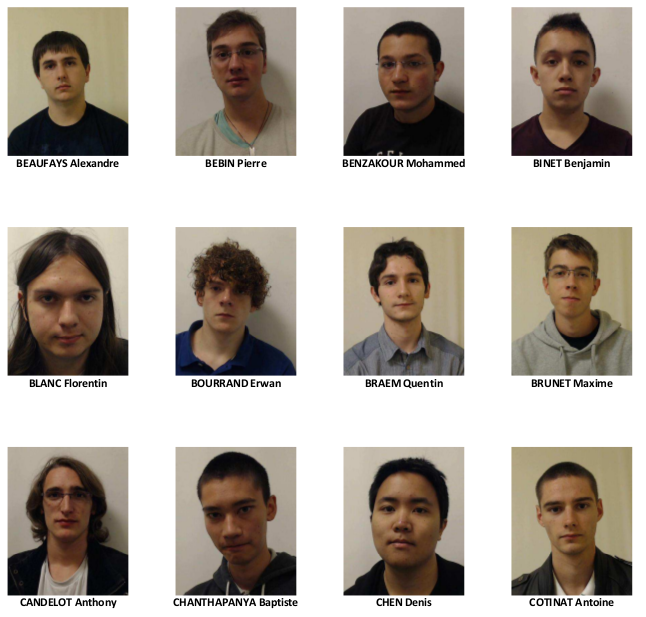 BEAUFAYS Alexandre
BEBIN Pierre
BENZAKOUR Mohammed
BINET Benjamin
BLANC Florentin
BOURRAND Erwan
BRAEM Quentin
BRUNET Maxime
CANDELOT Anthony
CHANTHAPANYA Baptiste
CHEN Denis
COTINAT Antoine